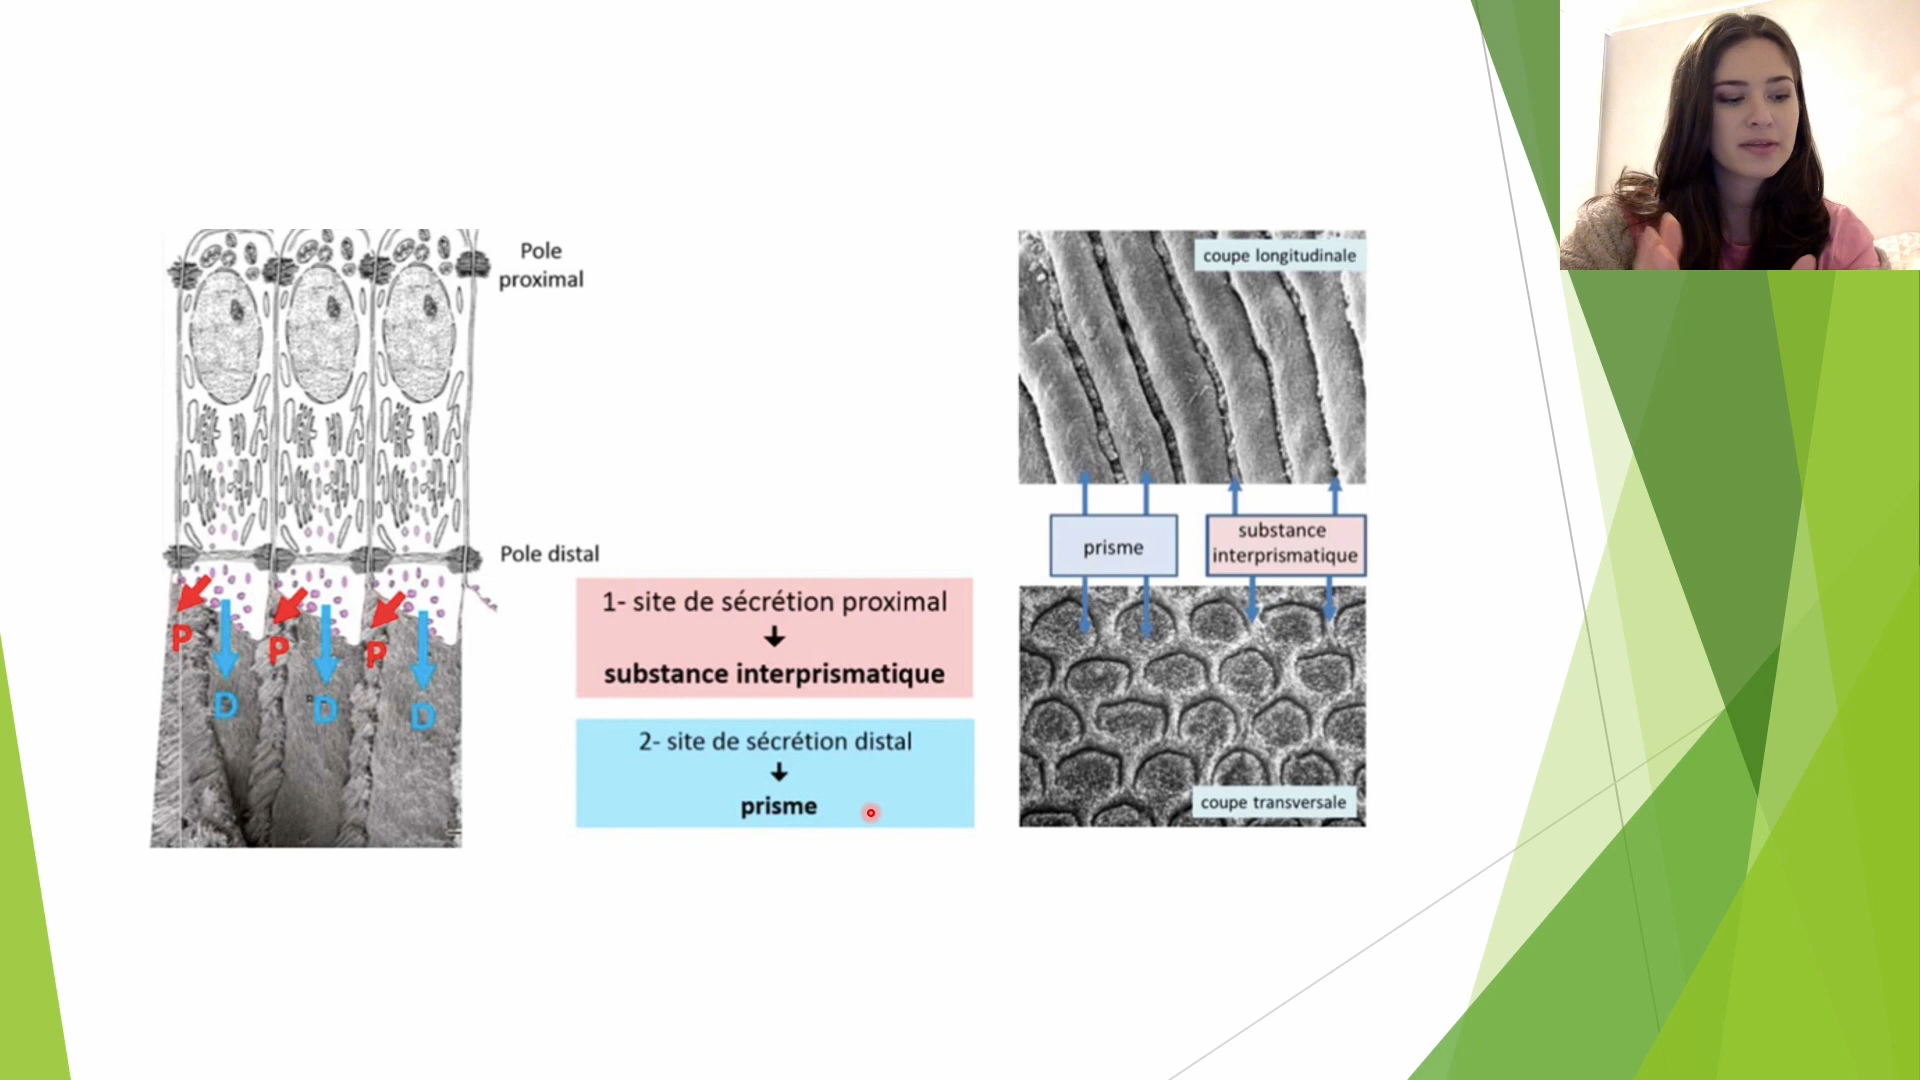 Pole
proximal
Pole distal
P
P
P
D
D
D
1- site de sécrétion proximal
substance interprismatique
2- site de sécrétion distal
prisme
coupe longitudinale
prisme
substance
interprismatique
coupe transversale